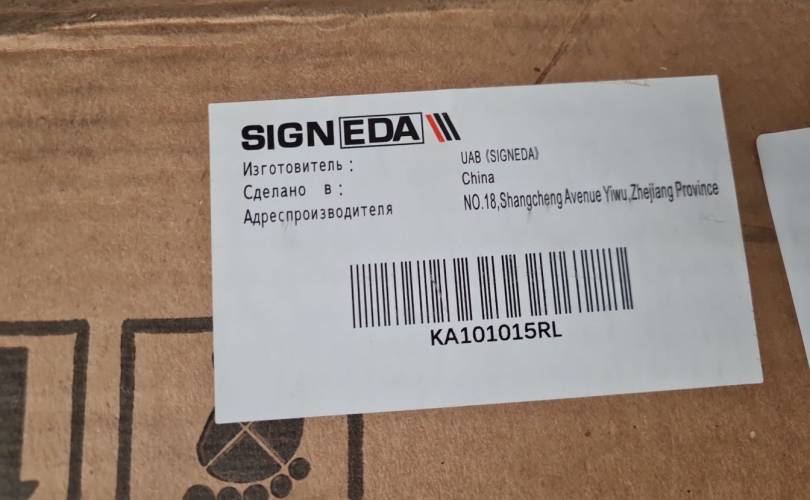 SIGNEDA
Изготовитель : UAB 《SIGNEDA》
Сделано в : China
Адреспроизводителя NO.18,Shangcheng Avenue Yiwu,Zhejiang Province
KA101015RL